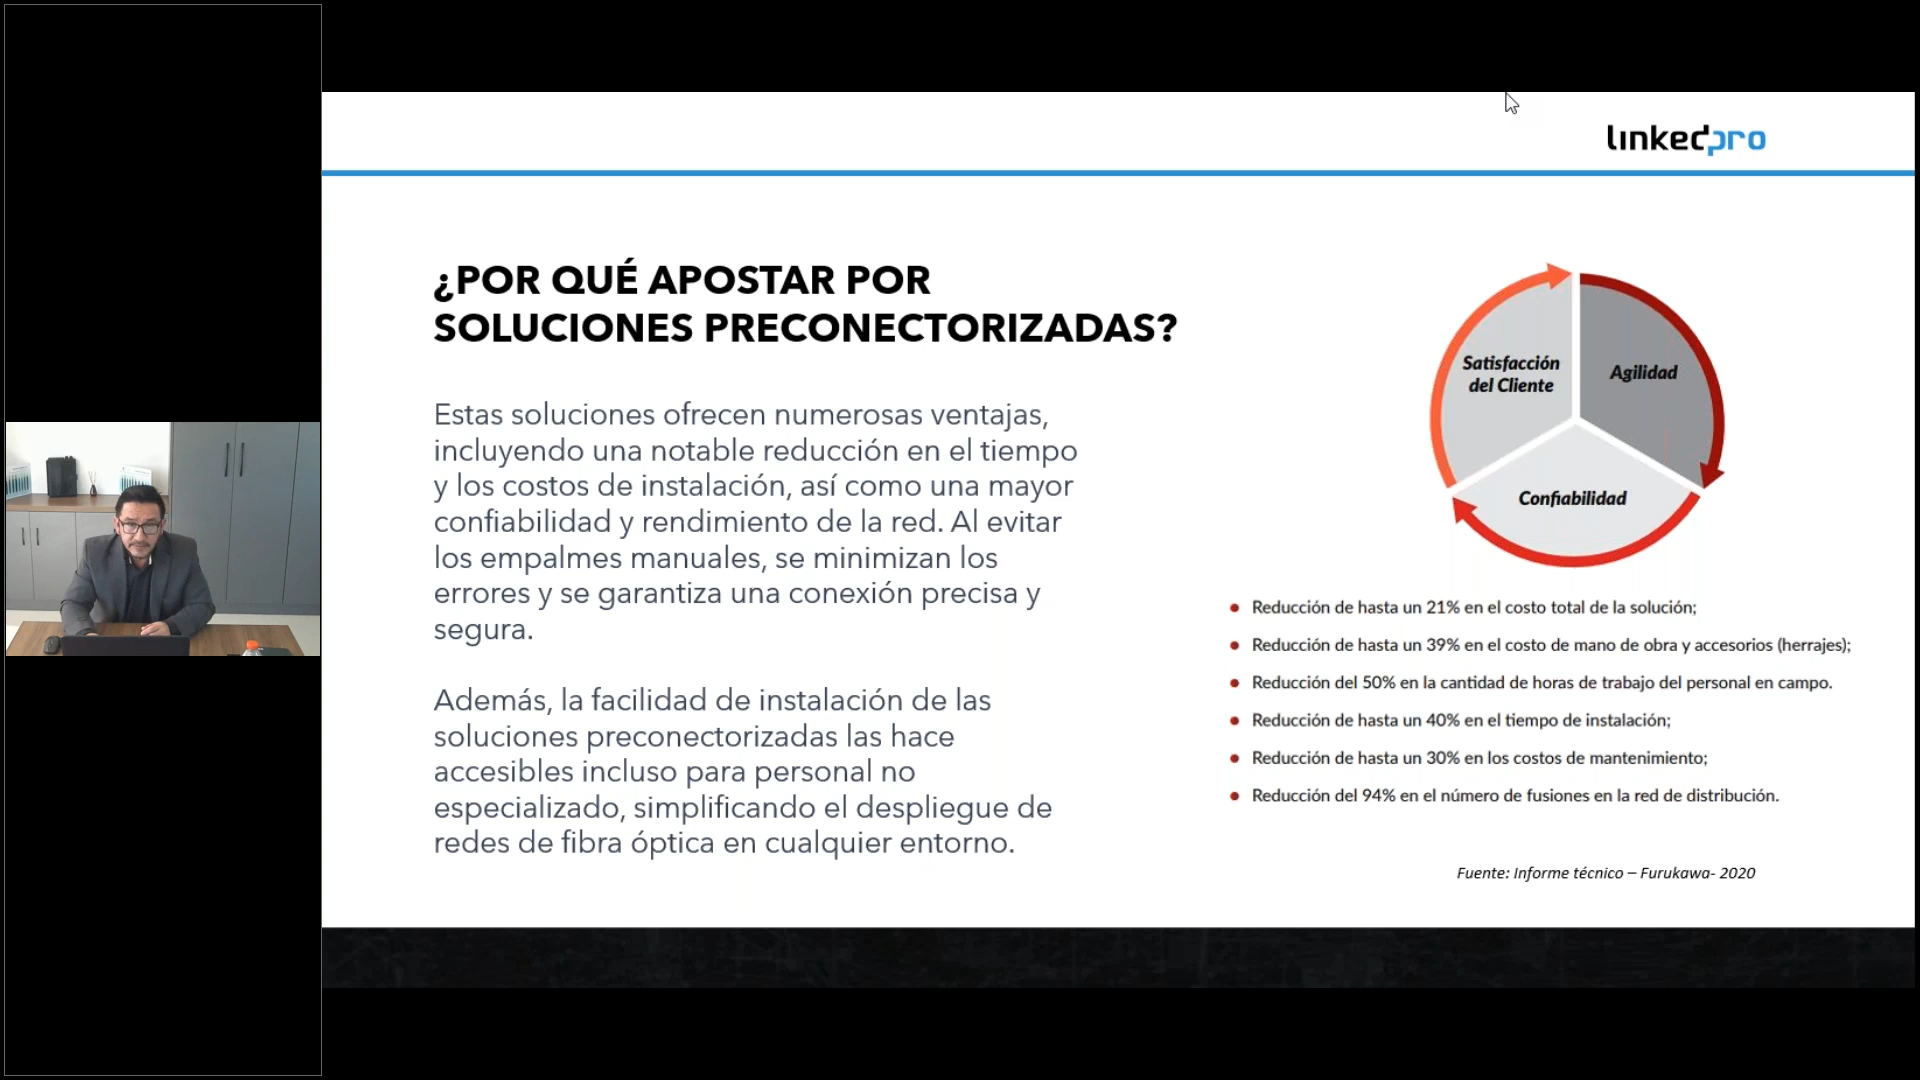 linkedpro
¿POR QUÉ APOSTAR POR
SOLUCIONES PRECONECTORIZADAS?
Estas soluciones ofrecen numerosas ventajas,
incluyendo una notable reducción en el tiempo
y los costos de instalación, así como una mayor
confiabilidad y rendimiento de la red. Al evitar
los empalmes manuales, se minimizan los
errores y se garantiza una conexión precisa y
segura.
Además, la facilidad de instalación de las
soluciones preconectorizadas las hace
accesibles incluso para personal no
especializado, simplificando el despliegue de
redes de fibra óptica en cualquier entorno.
Satisfacción
del Cliente
Agilidad
Confiabilidad
Reducción de hasta un 21% en el costo total de la solución;
Reducción de hasta un 39% en el costo de mano de obra y accesorios (herrajes);
Reducción del 50% en la cantidad de horas de trabajo del personal en campo.
Reducción de hasta un 40% en el tiempo de instalación;
Reducción de hasta un 30% en los costos de mantenimiento;
Reducción del 94% en el número de fusiones en la red de distribución.
Fuente: Informe técnico – Furukawa- 2020